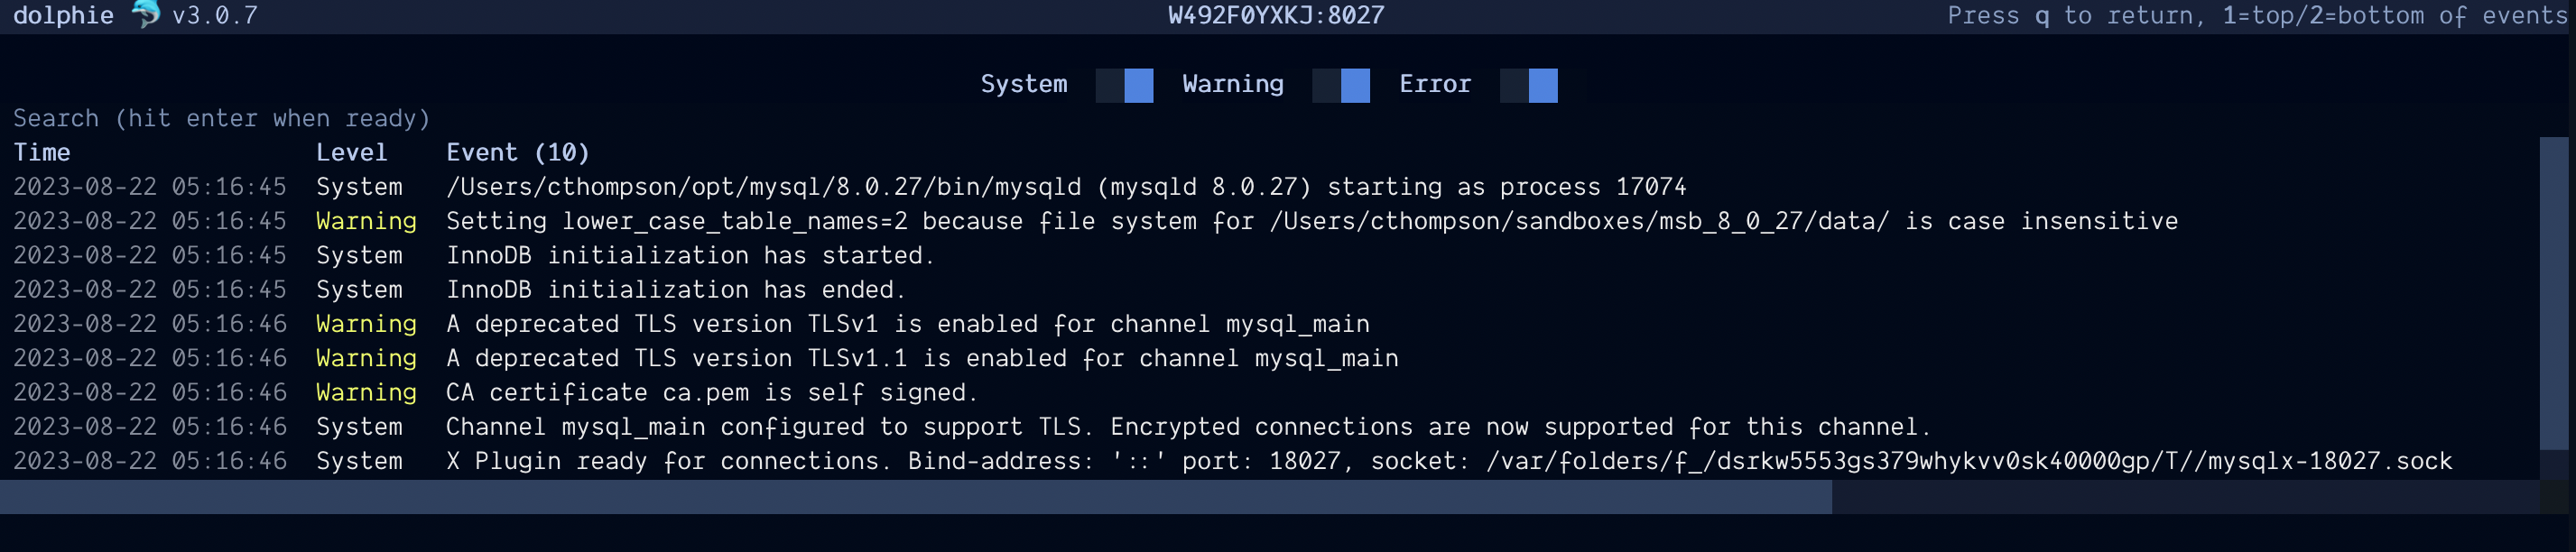 dolphie 🐬 v3.0.7 W492F0YXKJ:8027 Press q to return, 1=top/2=bottom of events
System Warning Error
Search (hit enter when ready)
Time Level Event (10)
2023-08-22 05:16:45 System /Users/cthompson/opt/mysql/8.0.27/bin/mysqld (mysqld 8.0.27) starting as process 17074
2023-08-22 05:16:45 Warning Setting lower_case_table_names=2 because file system for /Users/cthompson/sandboxes/msb_8_0_27/data/ is case insensitive
2023-08-22 05:16:45 System InnoDB initialization has started.
2023-08-22 05:16:45 System InnoDB initialization has ended.
2023-08-22 05:16:46 Warning A deprecated TLS version TLSv1 is enabled for channel mysql_main
2023-08-22 05:16:46 Warning A deprecated TLS version TLSv1.1 is enabled for channel mysql_main
2023-08-22 05:16:46 Warning CA certificate ca.pem is self signed.
2023-08-22 05:16:46 System Channel mysql_main configured to support TLS. Encrypted connections are now supported for this channel.
2023-08-22 05:16:46 System X Plugin ready for connections. Bind-address: '::' port: 18027, socket: /var/folders/f_/dsrkw5553gs379whykvv0sk40000gp/T//mysqlx-18027.sock